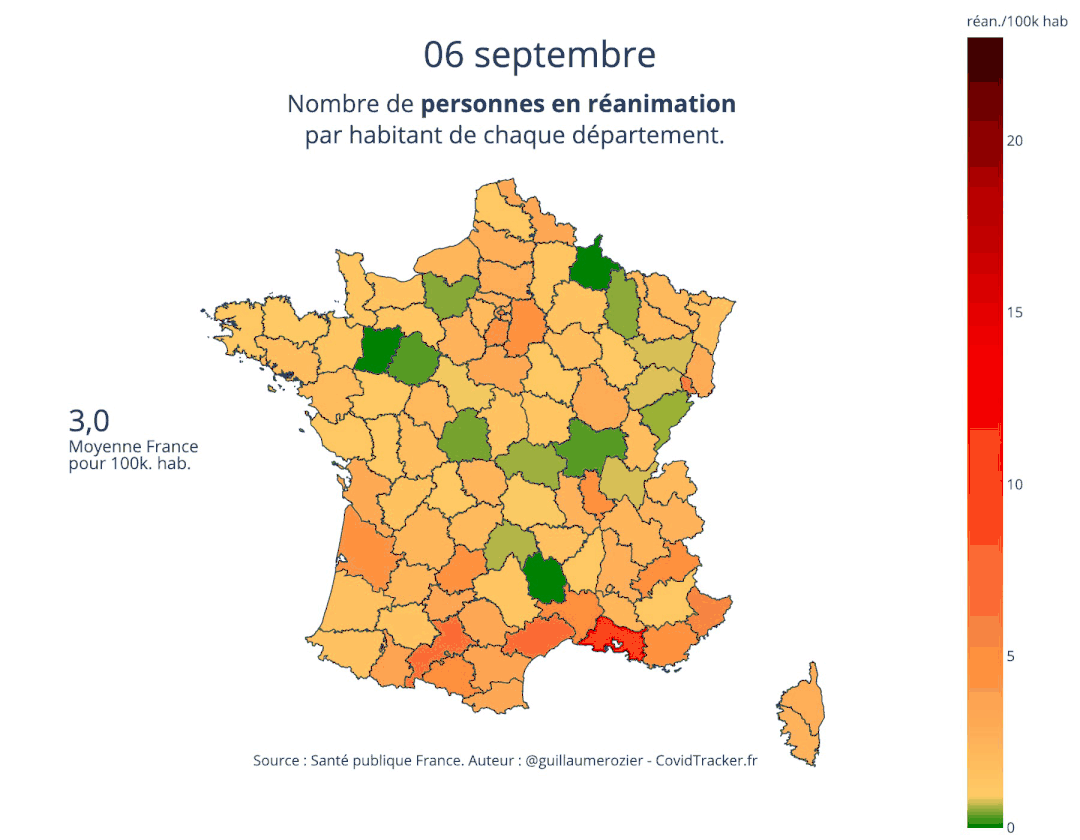 réan./100k hab
06 septembre
Nombre de personnes en réanimation
par habitant de chaque département.
20
15
3,0
Moyenne France
pour 100k. hab.
10
5
Source : Santé publique France. Auteur : @guillaumerozier - CovidTracker.fr
0